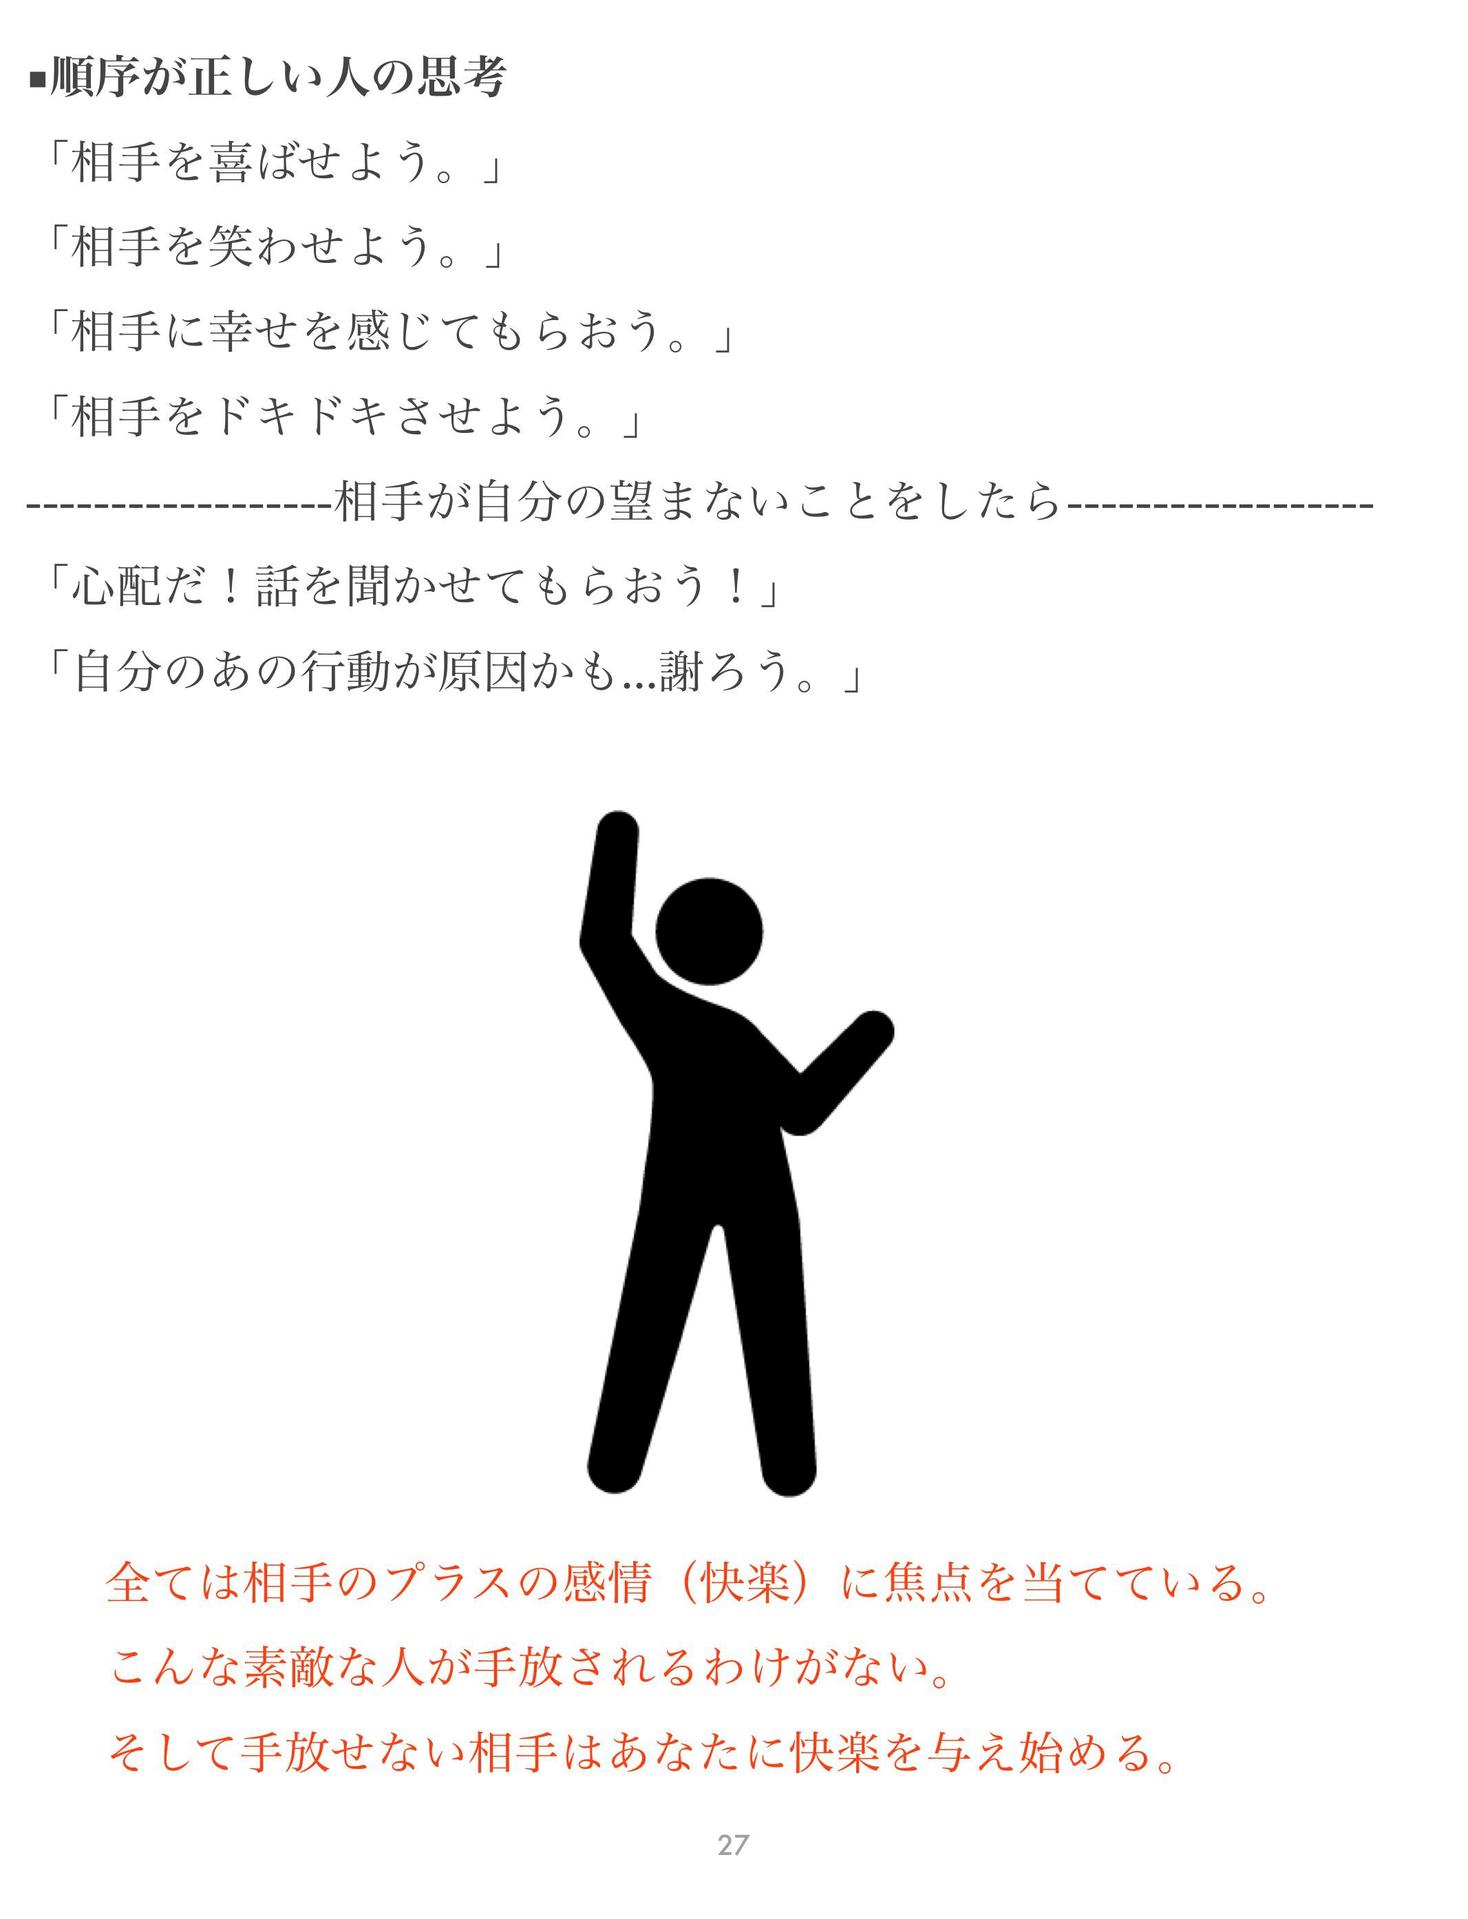 ▪順序が正しい人の思考
「相手を喜ばせよう。」
「相手を笑わせよう。」
「相手に幸せを感じてもらおう。」
「相手をドキドキさせよう。」
------------------相手が自分の望まないことをしたら------------------
「心配だ！話を聞かせてもらおう！」
「自分のあの行動が原因かも...謝ろう。」
全ては相手のプラスの感情（快楽）に焦点を当てている。
こんな素敵な人が手放されるわけがない。
そして手放せない相手はあなたに快楽を与え始める。
27